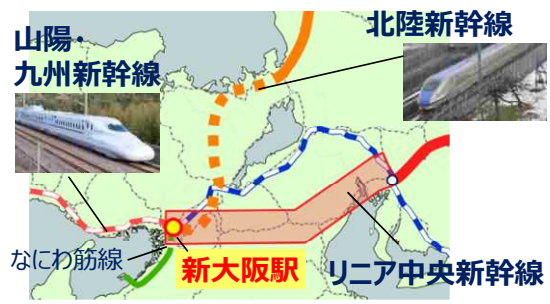 山陽・
九州新幹線
北陸新幹線
なにわ筋線
新大阪駅
リニア中央新幹線